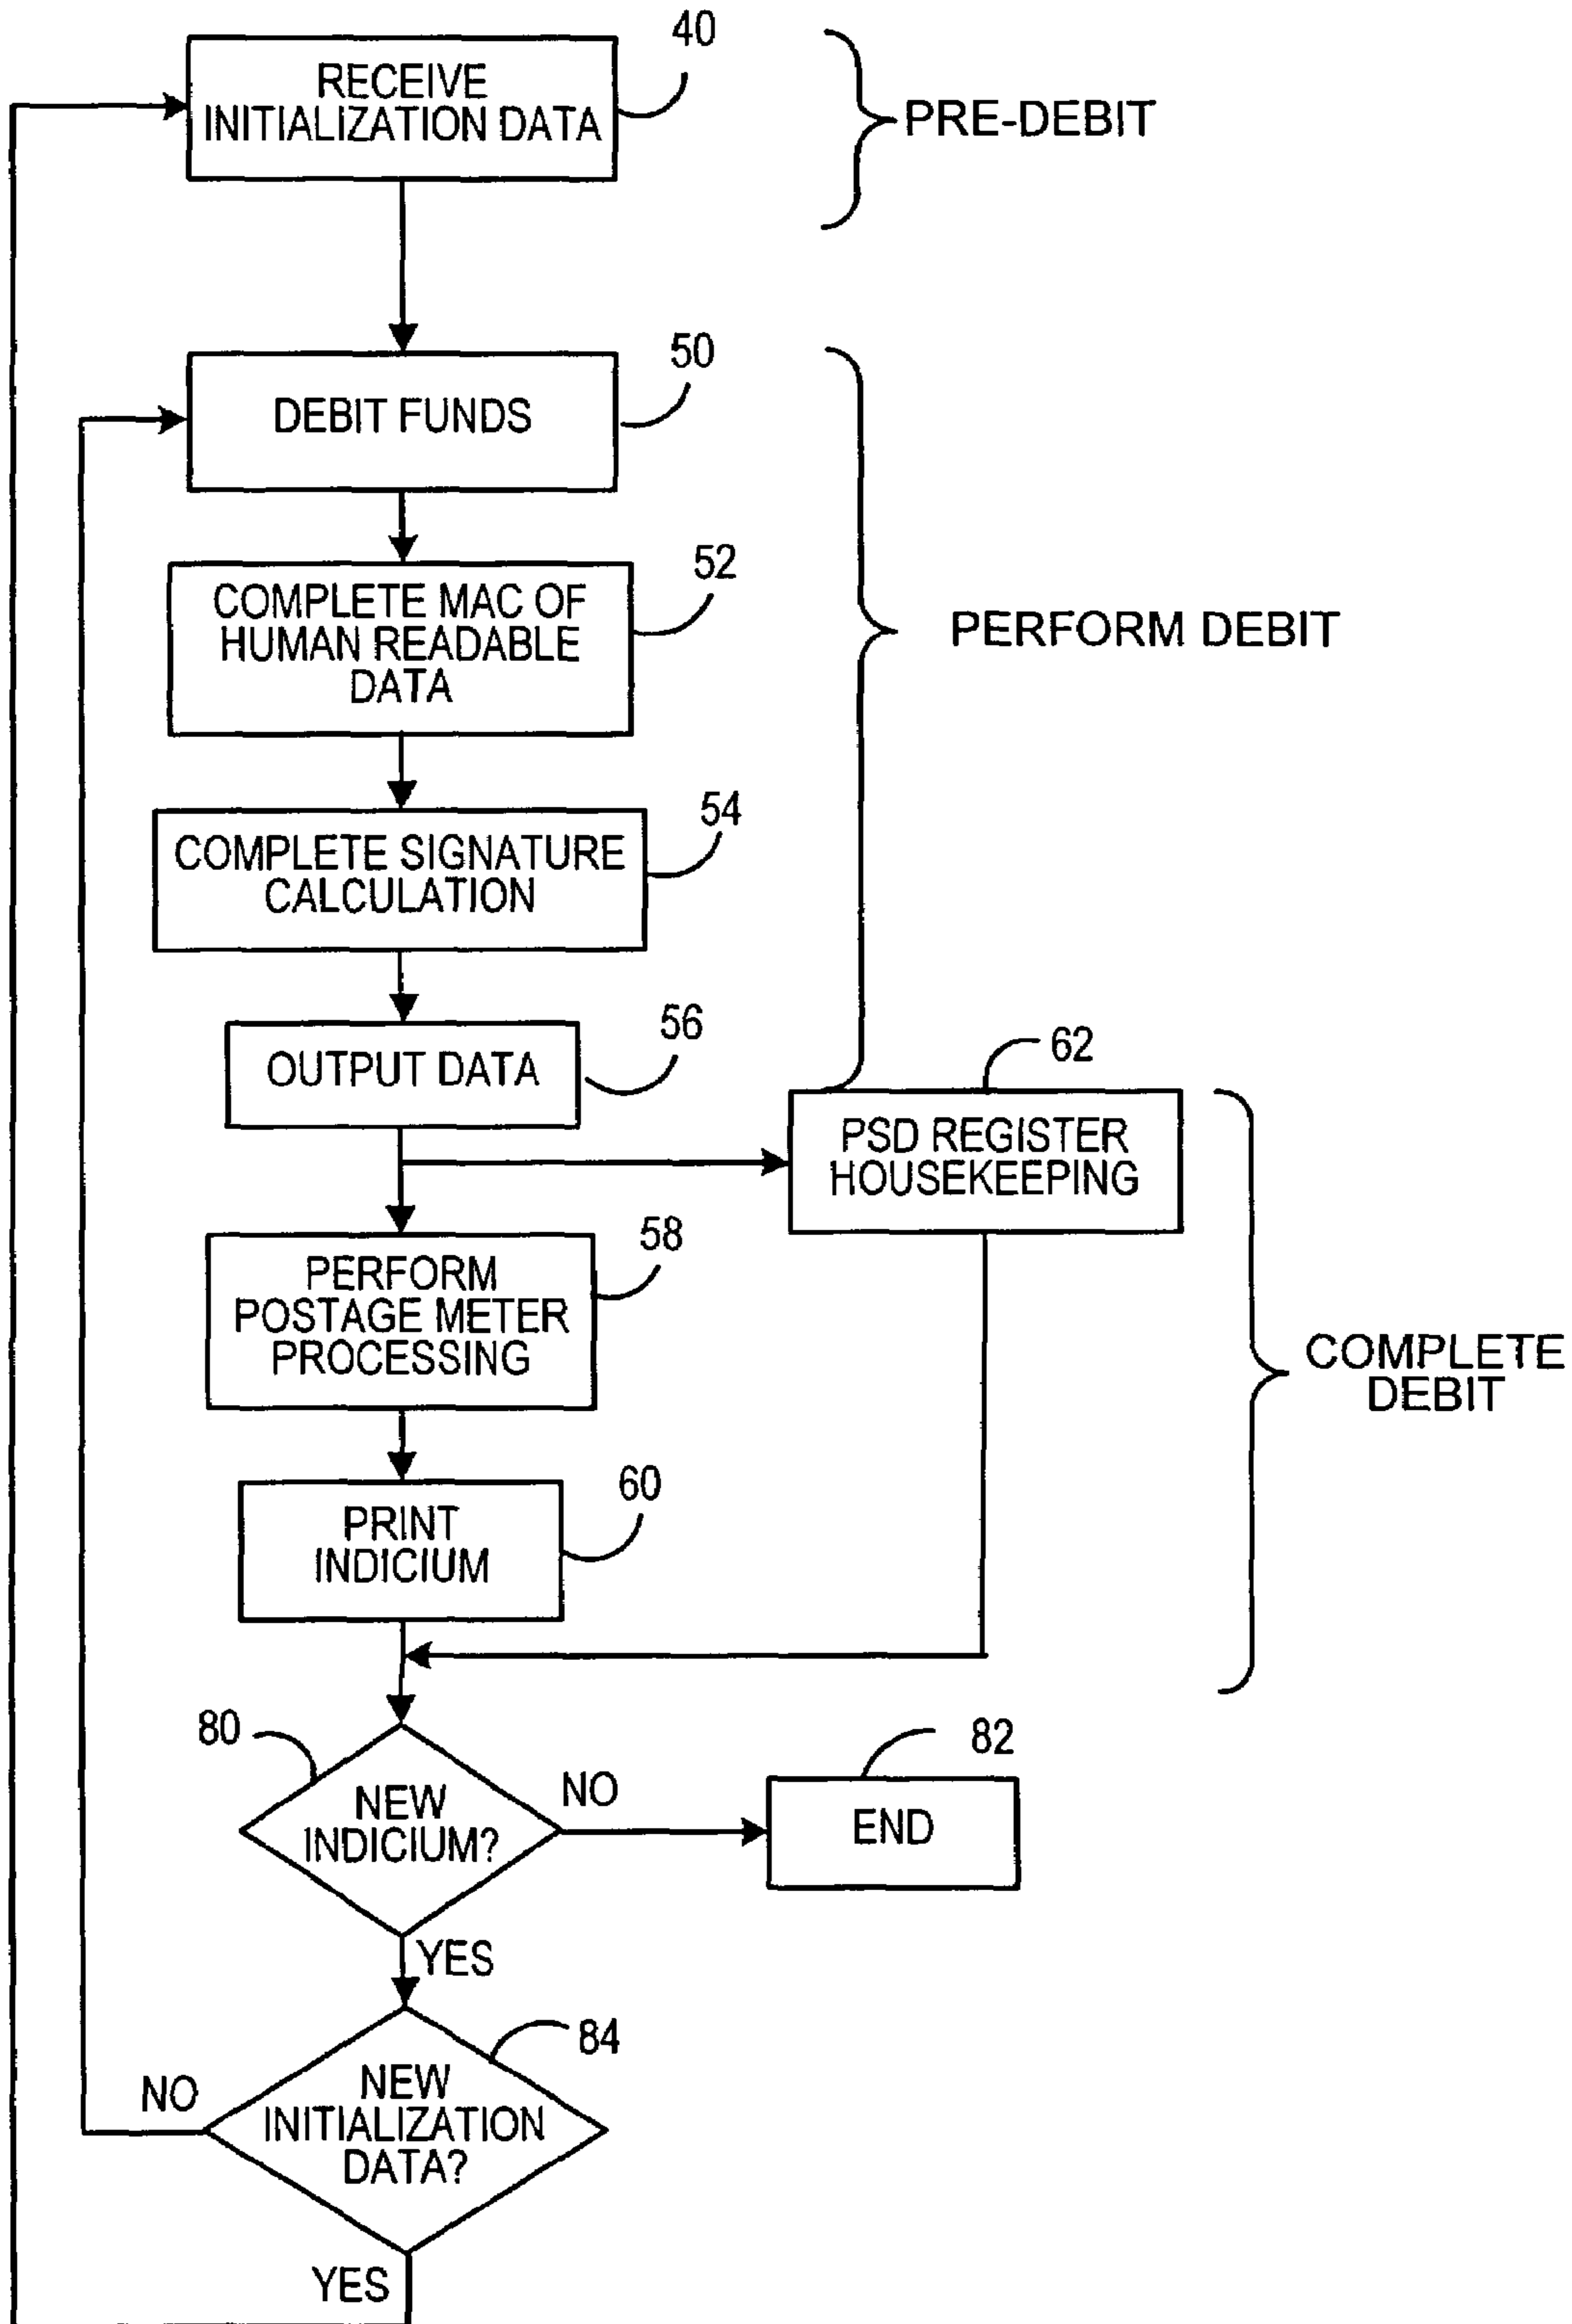 40
RECEIVE
INITIALIZATION DATA
PRE-DEBIT
50
DEBIT FUNDS
52
COMPLETE MAC OF
HUMAN READABLE
DATA
PERFORM DEBIT
54
COMPLETE SIGNATURE
CALCULATION
56
OUTPUT DATA
62
PSD REGISTER
HOUSEKEEPING
58
PERFORM
POSTAGE METER
PROCESSING
COMPLETE
DEBIT
60
PRINT
INDICIUM
80
NEW
INDICIUM?
NO
82
END
YES
84
NEW
INITIALIZATION
DATA?
NO
YES